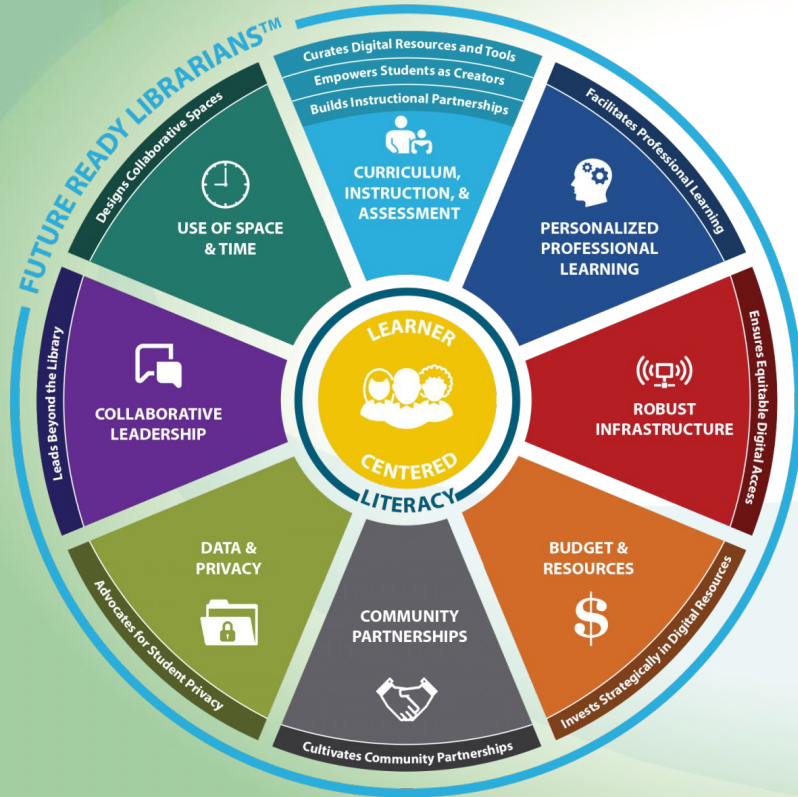 FUTURE READY LIBRARIANS™
Curates Digital Resources and Tools
Empowers Students as Creators
Builds Instructional Partnerships
CURRICULUM,
INSTRUCTION, &
ASSESSMENT
Facilitates Professional Learning
PERSONALIZED
PROFESSIONAL
LEARNING
Ensures Equitable Digital Access
ROBUST
INFRASTRUCTURE
Invests Strategically in Digital Resources
BUDGET &
RESOURCES
$
Cultivates Community Partnerships
COMMUNITY
PARTNERSHIPS
Advocates for Student Privacy
DATA &
PRIVACY
Leads Beyond the Library
COLLABORATIVE
LEADERSHIP
Designs Collaborative Spaces
USE OF SPACE
& TIME
LEARNER
CENTERED
LITERACY